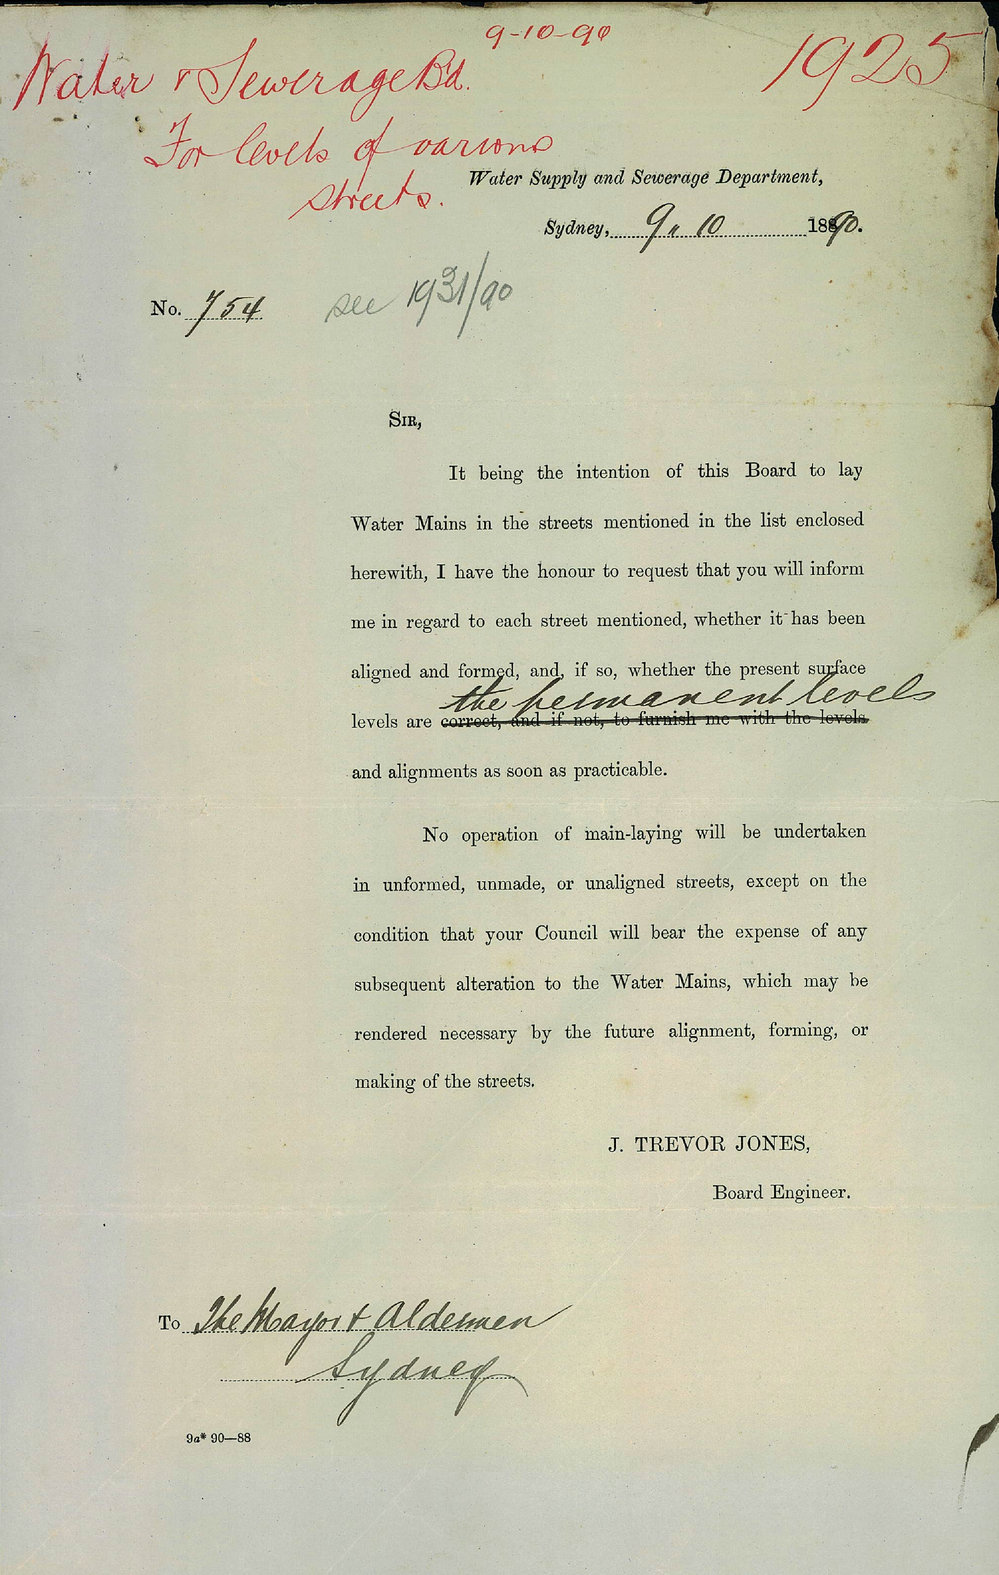 9-10-90
1925
Water & Sewerage Bd.
For levels of various
streets.
Water Supply and Sewerage Department,
Sydney, 9 " 10 1890.
No. 754
see 1931/90
SIR,
It being the intention of this Board to lay
Water Mains in the streets mentioned in the list enclosed
herewith, I have the honour to request that you will inform
me in regard to each street mentioned, whether it has been
aligned and formed, and, if so, whether the present surface
the permanent levels
levels are correct, and if not, to furnish me with the levels
and alignments as soon as practicable.
No operation of main-laying will be undertaken
in unformed, unmade, or unaligned streets, except on the
condition that your Council will bear the expense of any
subsequent alteration to the Water Mains, which may be
rendered necessary by the future alignment, forming, or
making of the streets.
J. TREVOR JONES,
Board Engineer.
To The Mayor & Aldermen
Sydney
9a* 90—88